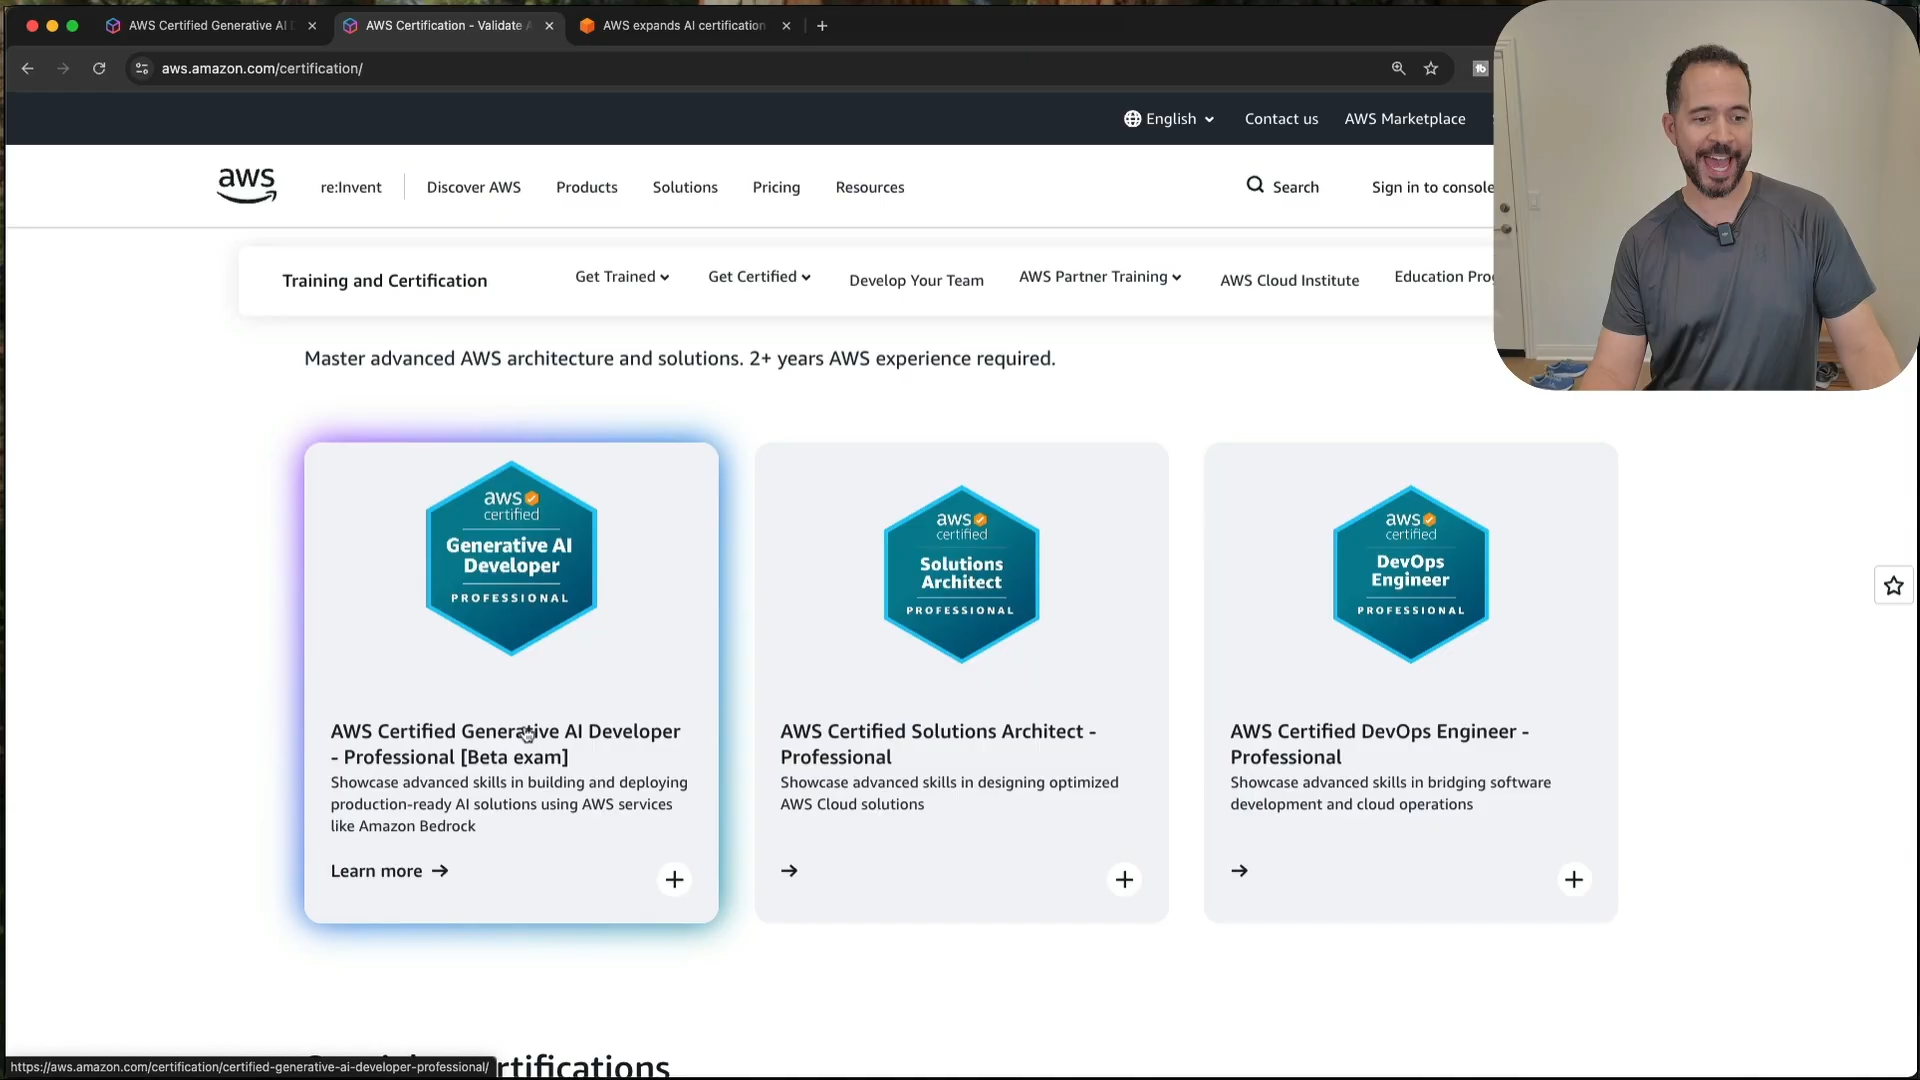 AWS Certified Generative AI D
AWS Certification - Validate A
AWS expands AI certification
aws.amazon.com/certification/
English
Contact us
AWS Marketplace
aws
re:Invent
Discover AWS
Products
Solutions
Pricing
Resources
Search
Sign in to console
Training and Certification
Get Trained
Get Certified
Develop Your Team
AWS Partner Training
AWS Cloud Institute
Education Prog
Master advanced AWS architecture and solutions. 2+ years AWS experience required.
aws
certified
Generative AI
Developer
PROFESSIONAL
AWS Certified Generative AI Developer
- Professional [Beta exam]
Showcase advanced skills in building and deploying
production-ready AI solutions using AWS services
like Amazon Bedrock
Learn more →
+
aws
certified
Solutions
Architect
PROFESSIONAL
AWS Certified Solutions Architect -
Professional
Showcase advanced skills in designing optimized
AWS Cloud solutions
→
+
aws
certified
DevOps
Engineer
PROFESSIONAL
AWS Certified DevOps Engineer -
Professional
Showcase advanced skills in bridging software
development and cloud operations
→
+
rtifications
https://aws.amazon.com/certification/certified-generative-ai-developer-professional/